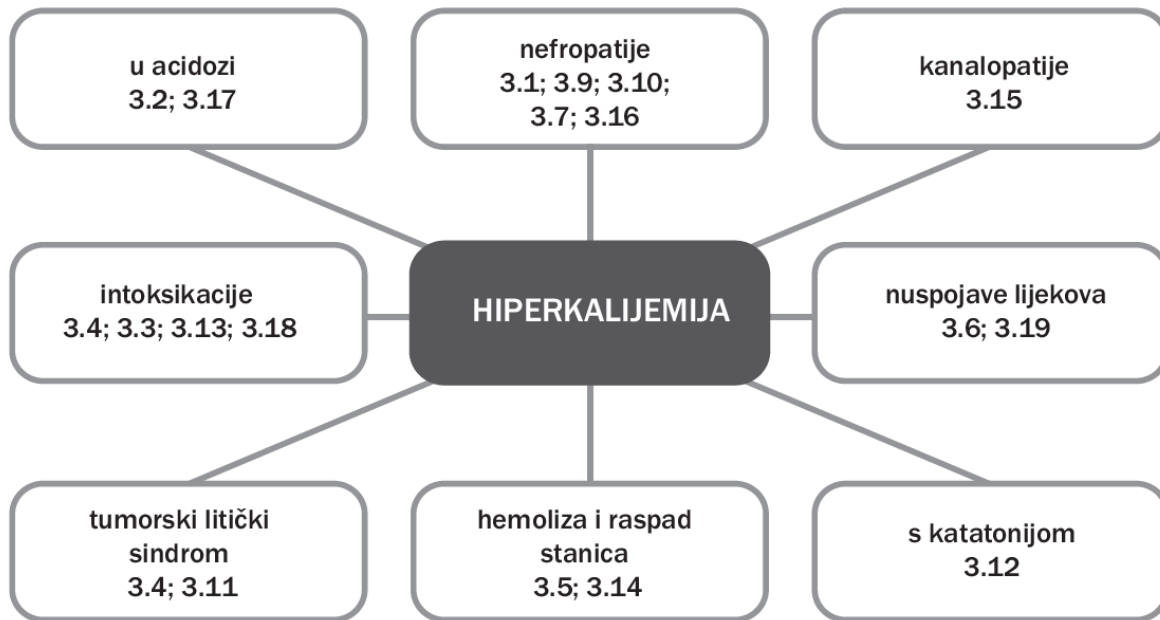 u acidozi
3.2; 3.17
nefropatije
3.1; 3.9; 3.10;
3.7; 3.16
kanalopatije
3.15
intoksikacije
3.4; 3.3; 3.13; 3.18
HIPERKALIJEMIJA
nuspojave lijekova
3.6; 3.19
tumorski litički
sindrom
3.4; 3.11
hemoliza i raspad
stanica
3.5; 3.14
s katatonijom
3.12